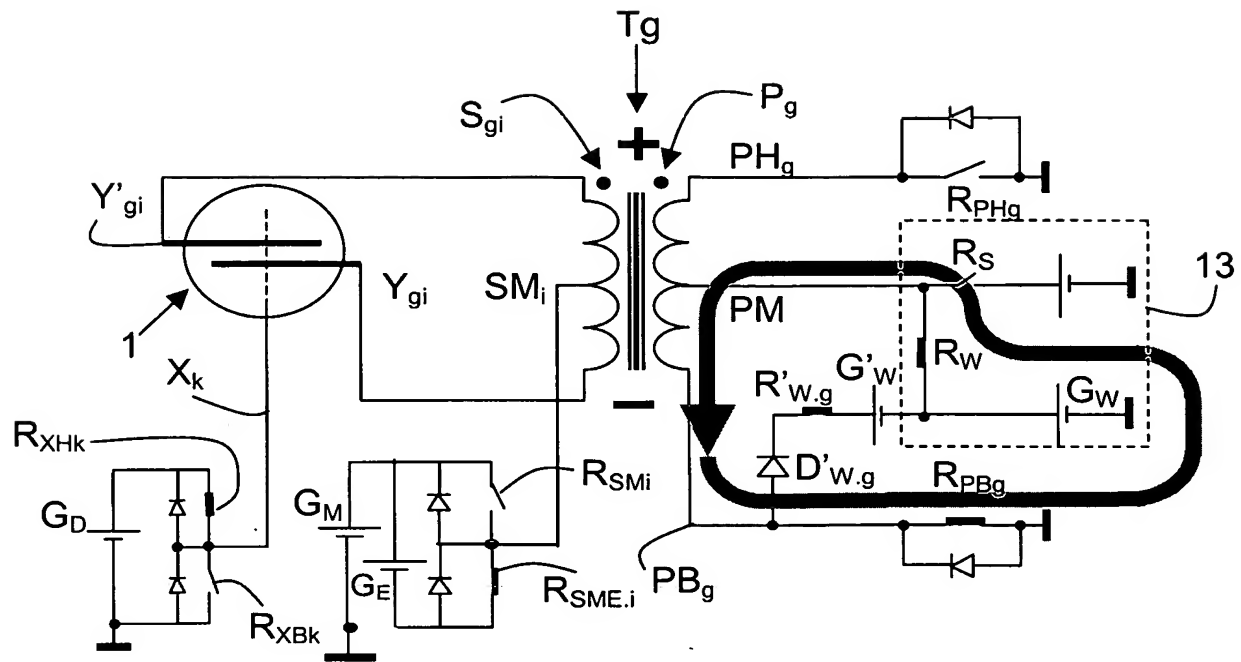 Tg
S_gi
P_g
+
PH_g
Y'_gi
R_PHg
R_S
13
Y_gi
SM_i
PM
1
R_W
X_k
G'_W
G_W
R'_W.g
R_XHk
−
D'_W.g
R_PBg
R_SMi
G_D
G_M
G_E
PB_g
R_SME.i
R_XBk